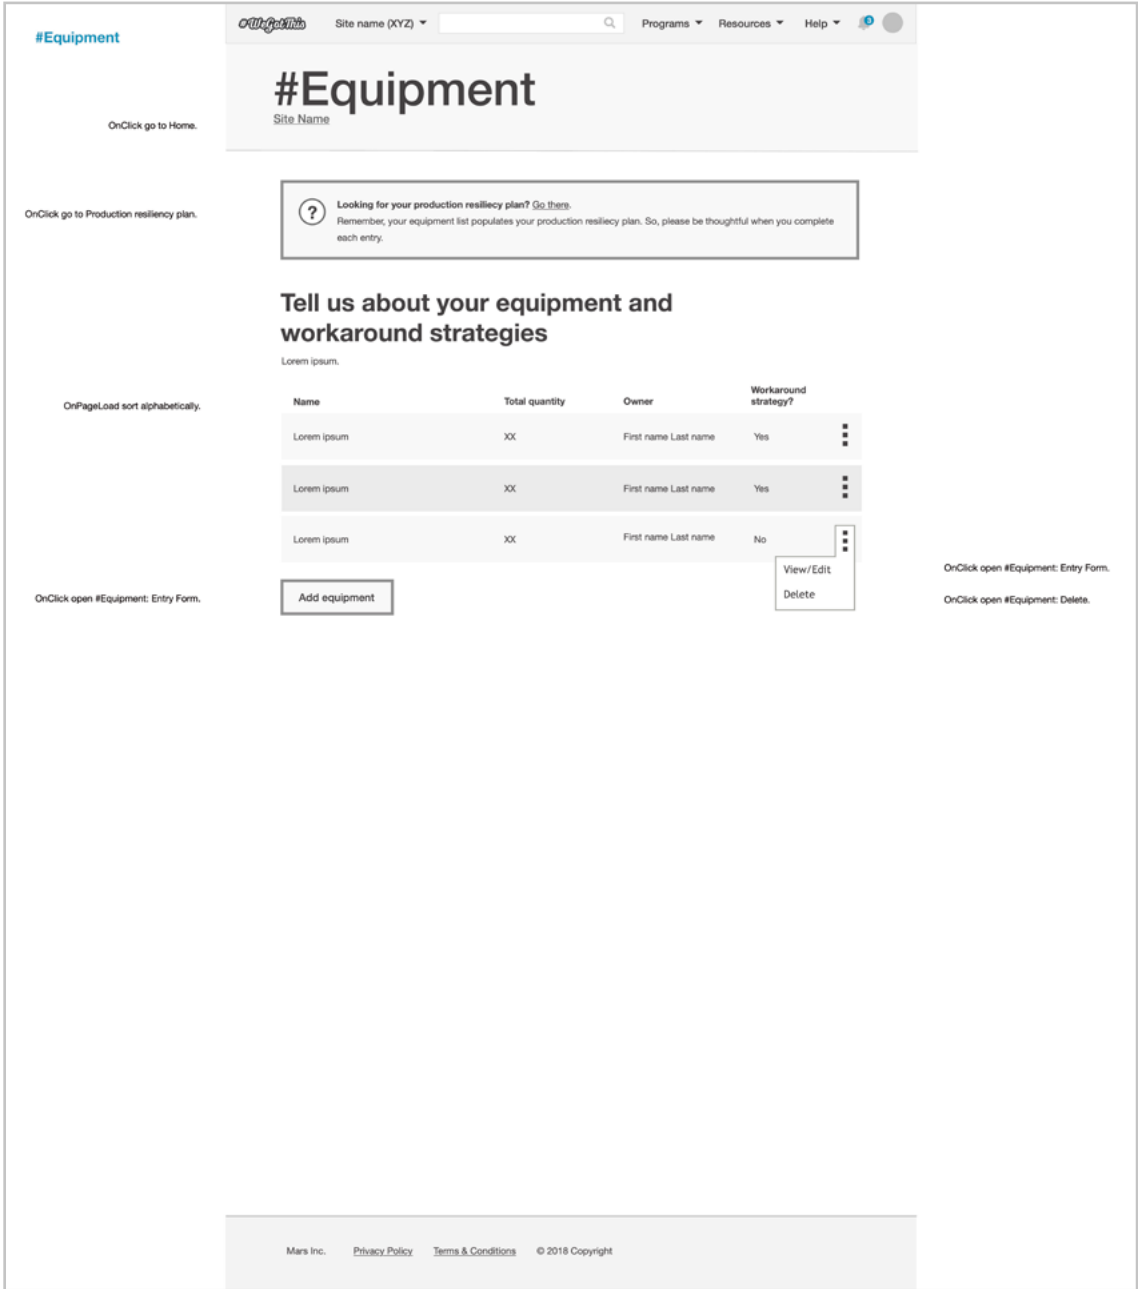 #Equipment
#WeGotThis
Site name (XYZ)
Programs
Resources
Help
3
#Equipment
Site Name
OnClick go to Home.
OnClick go to Production resiliency plan.
?
Looking for your production resiliecy plan? Go there.
Remember, your equipment list populates your production resiliecy plan. So, please be thoughtful when you complete
each entry.
Tell us about your equipment and
workaround strategies
Lorem ipsum.
OnPageLoad sort alphabetically.
Name
Total quantity
Owner
Workaround
strategy?
Lorem ipsum
XX
First name Last name
Yes
Lorem ipsum
XX
First name Last name
Yes
Lorem ipsum
XX
First name Last name
No
View/Edit
Delete
OnClick open #Equipment: Entry Form.
OnClick open #Equipment: Delete.
OnClick open #Equipment: Entry Form.
Add equipment
Mars Inc.
Privacy Policy
Terms & Conditions
© 2018 Copyright